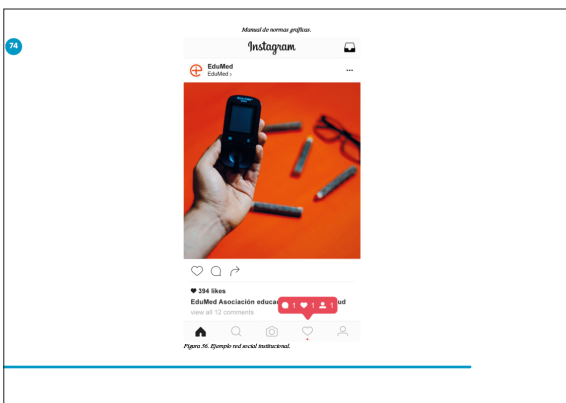 Manual de normas gráficas.
74
Instagram
EduMed
EduMed ›
394 likes
EduMed Asociación educa
ud
1 1 1
view all 12 comments
Figura 56. Ejemplo red social institucional.